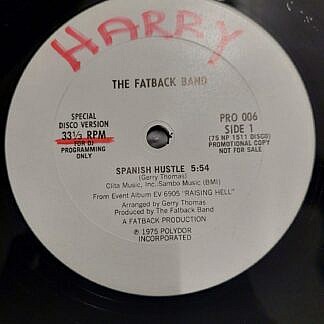 HARRY
THE FATBACK BAND
SPECIAL
DISCO VERSION
33⅓ RPM
FOR DJ
PROGRAMMING
ONLY
PRO 006
SIDE 1
(75 NP 1511 DISCO)
PROMOTIONAL COPY
NOT FOR SALE
SPANISH HUSTLE 5:54
(Gerry Thomas)
Clita Music, Inc./Sambo Music (BMI)
From Event Album EV 6905 "RAISING HELL"
Arranged by Gerry Thomas
Produced by The Fatback Band
A FATBACK PRODUCTION
℗ 1975 POLYDOR
INCORPORATED